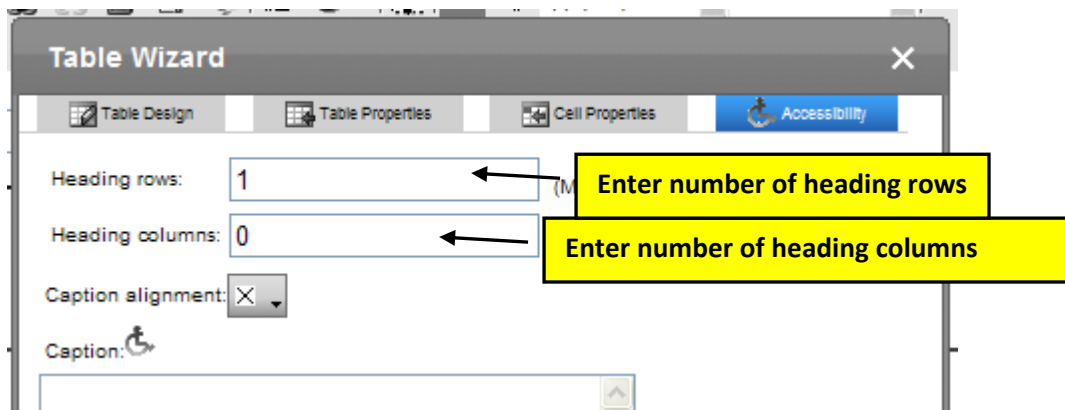 Table Wizard
Table Design Table Properties Cell Properties Accessibility
Heading rows: 1 (M Enter number of heading rows
Heading columns: 0 Enter number of heading columns
Caption alignment:
Caption: